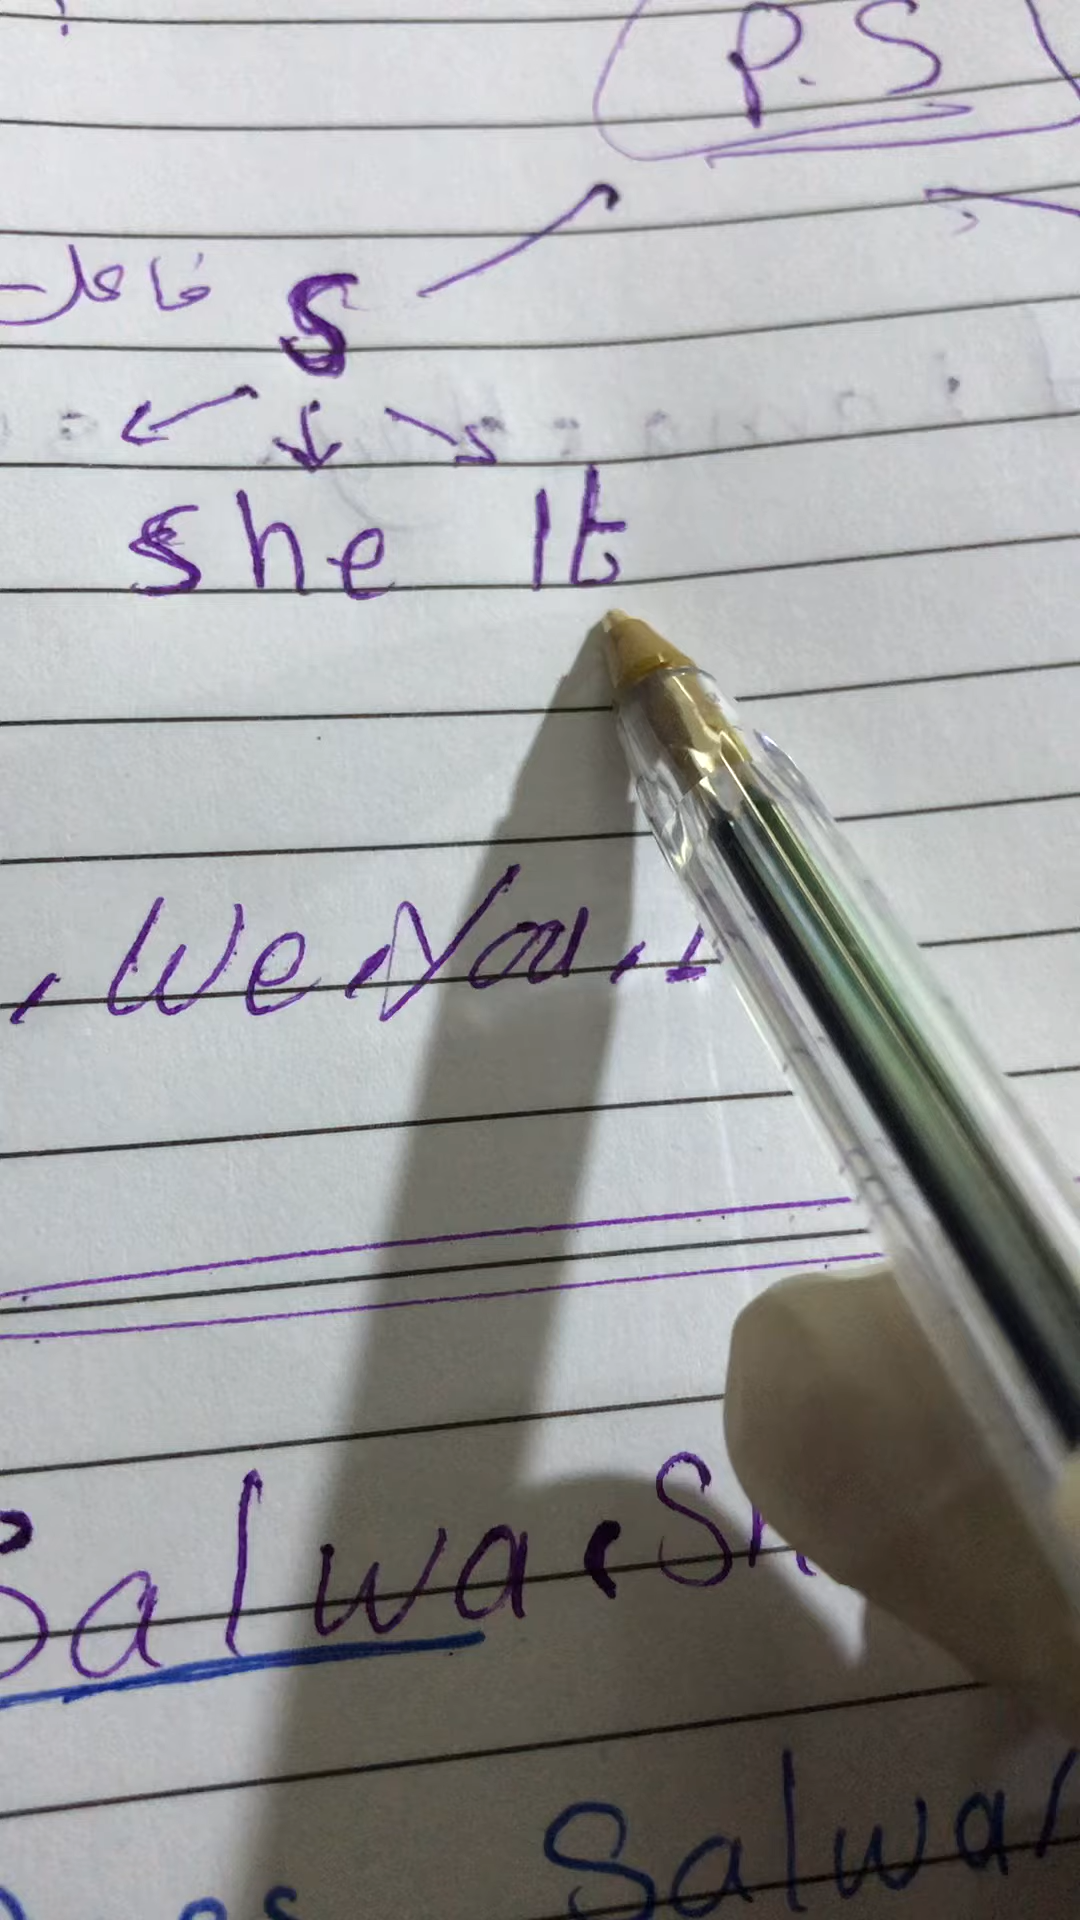 P.S
فاعل S
she It
, We, You, I
Salwa
Salwa